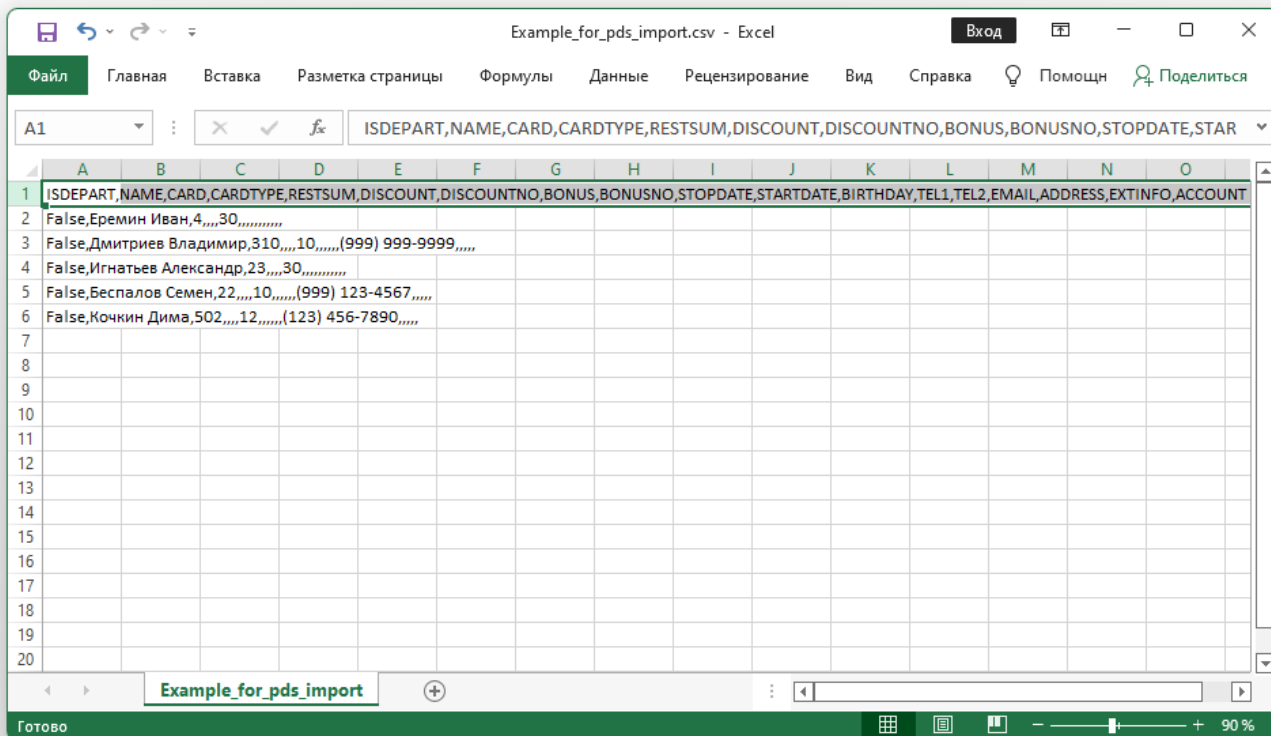 Example_for_pds_import.csv - Excel
Вход
Файл Главная Вставка Разметка страницы Формулы Данные Рецензирование Вид Справка Помощн Поделиться
A1 fx ISDEPART,NAME,CARD,CARDTYPE,RESTSUM,DISCOUNT,DISCOUNTNO,BONUS,BONUSNO,STOPDATE,STAR
A B C D E F G H I J K L M N O
1 ISDEPART,NAME,CARD,CARDTYPE,RESTSUM,DISCOUNT,DISCOUNTNO,BONUS,BONUSNO,STOPDATE,STARTDATE,BIRTHDAY,TEL1,TEL2,EMAIL,ADDRESS,EXTINFO,ACCOUNT
2 False,Еремин Иван,4,,,,30,,,,,,,,,,,
3 False,Дмитриев Владимир,310,,,,10,,,,,,(999) 999-9999,,,,,
4 False,Игнатьев Александр,23,,,,30,,,,,,,,,,,
5 False,Беспалов Семен,22,,,,10,,,,,,(999) 123-4567,,,,,
6 False,Кочкин Дима,502,,,,12,,,,,,(123) 456-7890,,,,,
7
8
9
10
11
12
13
14
15
16
17
18
19
20
Example_for_pds_import
Готово 90 %